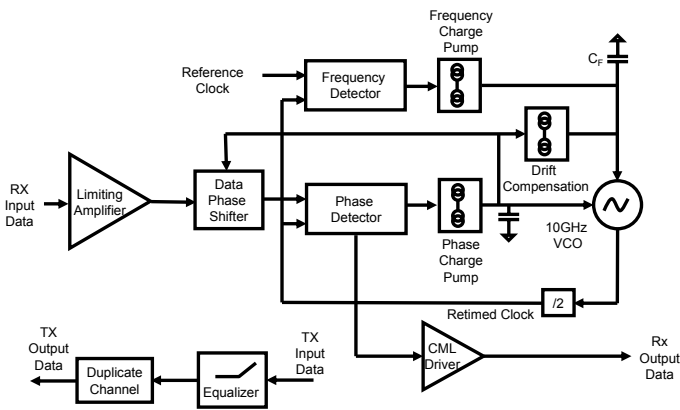 Frequency
Charge
Pump
C_F
Reference
Clock
Frequency
Detector
Drift
Compensation
RX
Input
Data
Limiting
Amplifier
Data
Phase
Shifter
Phase
Detector
Phase
Charge
Pump
10GHz
VCO
/2
Retimed Clock
TX
Output
Data
Duplicate
Channel
Equalizer
TX
Input
Data
CML
Driver
Rx
Output
Data